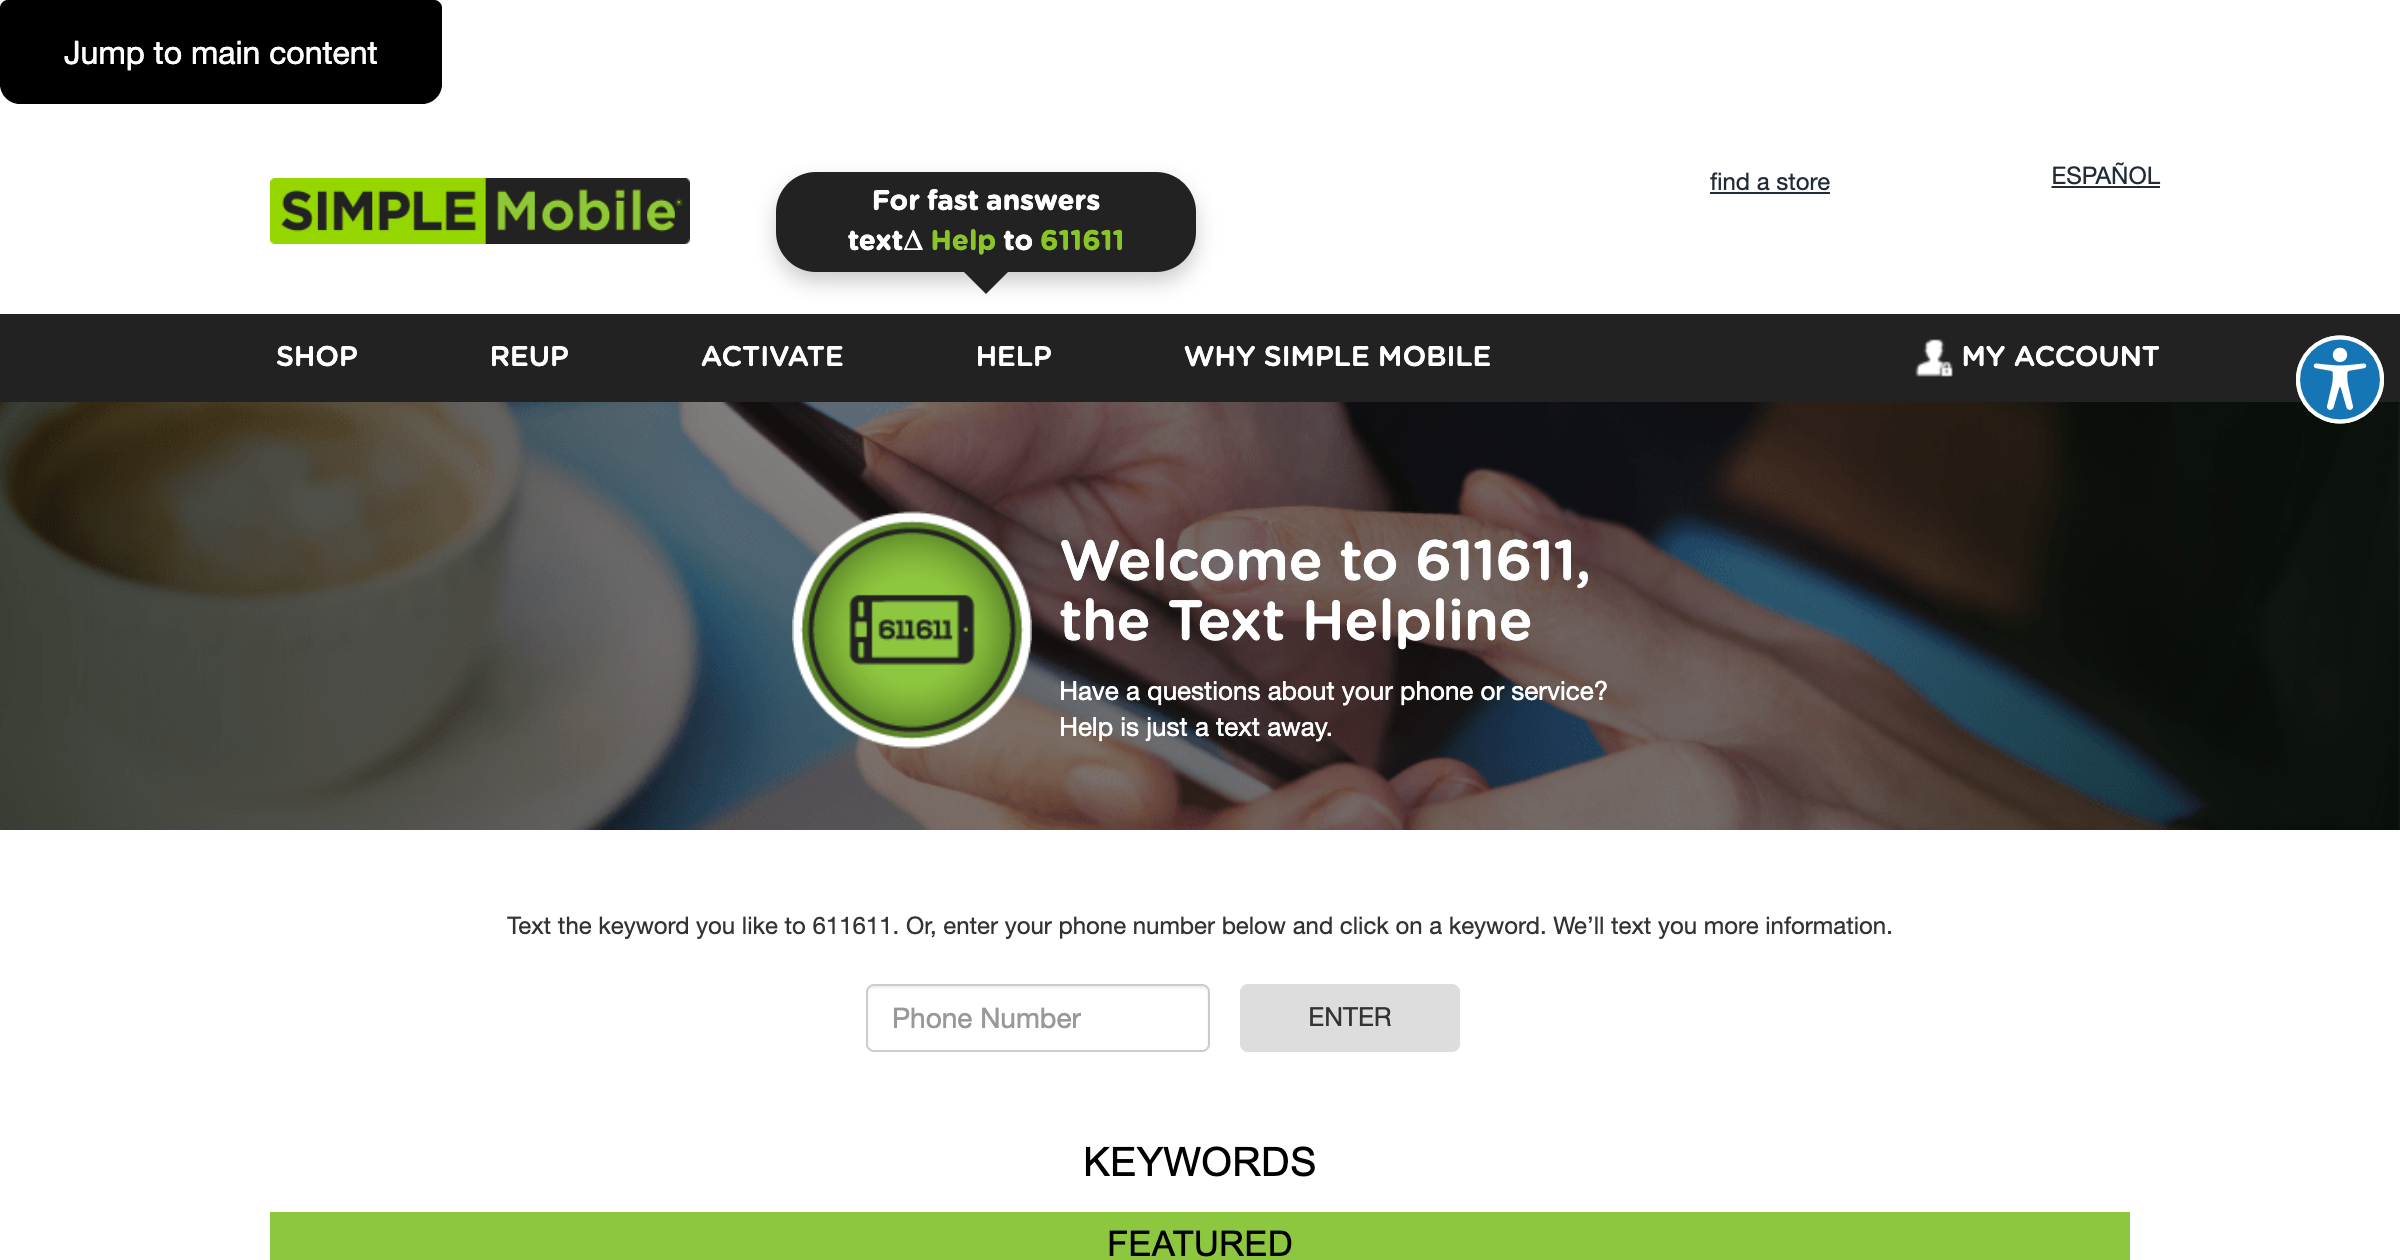 Jump to main content
SIMPLE Mobile
For fast answers
text∆ Help to 611611
find a store
ESPAÑOL
SHOP
REUP
ACTIVATE
HELP
WHY SIMPLE MOBILE
MY ACCOUNT
611611
Welcome to 611611,
the Text Helpline
Have a questions about your phone or service?
Help is just a text away.
Text the keyword you like to 611611. Or, enter your phone number below and click on a keyword. We’ll text you more information.
Phone Number
ENTER
KEYWORDS
FEATURED